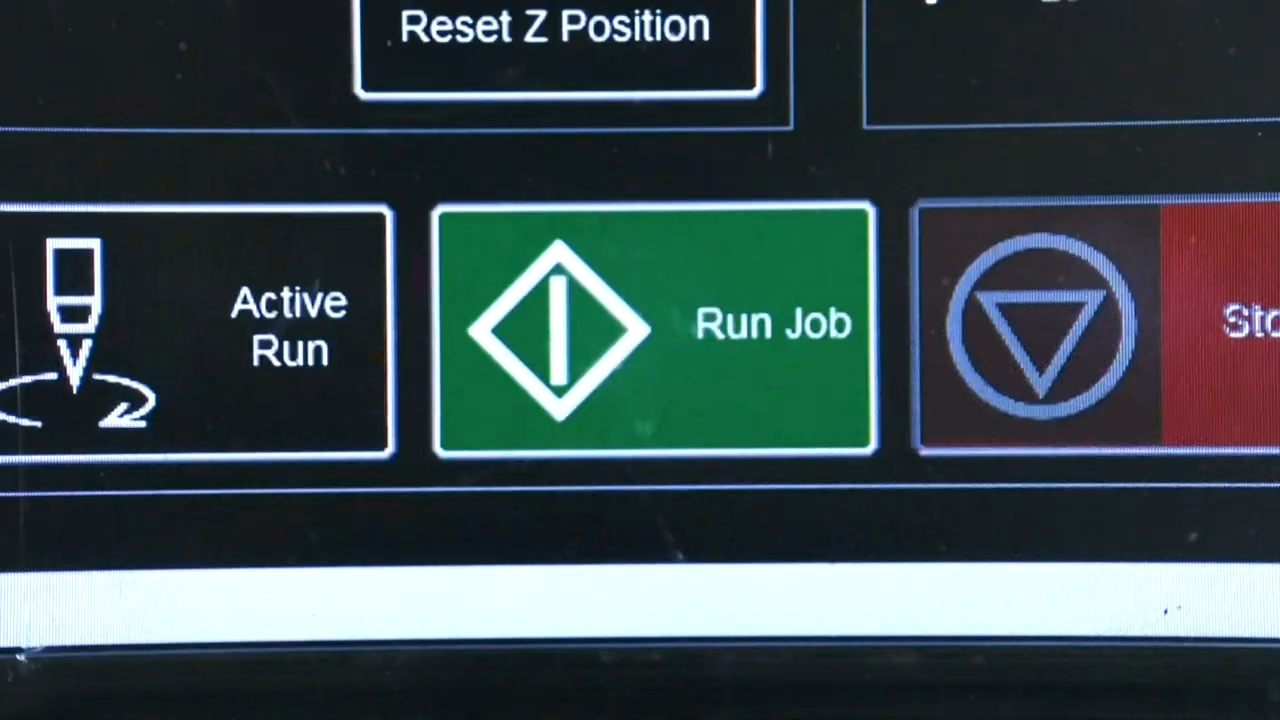 Reset Z Position
Active
Run
Run Job
Sto